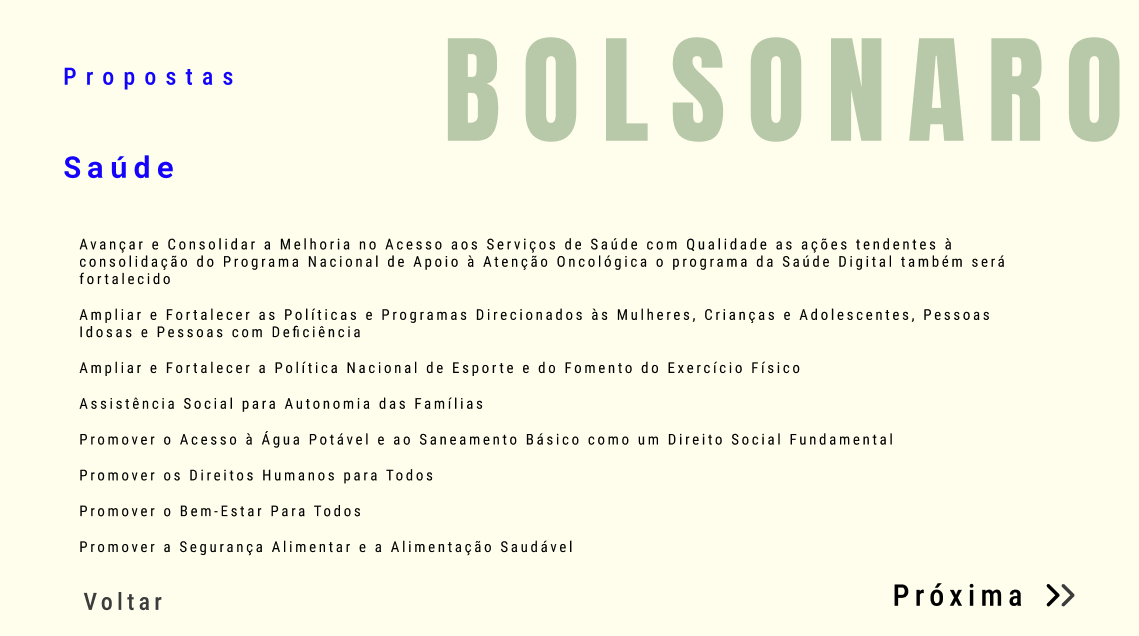 BOLSONARO
Propostas
Saúde
Avançar e Consolidar a Melhoria no Acesso aos Serviços de Saúde com Qualidade as ações tendentes à
consolidação do Programa Nacional de Apoio à Atenção Oncológica o programa da Saúde Digital também será
fortalecido
Ampliar e Fortalecer as Políticas e Programas Direcionados às Mulheres, Crianças e Adolescentes, Pessoas
Idosas e Pessoas com Deficiência
Ampliar e Fortalecer a Política Nacional de Esporte e do Fomento do Exercício Físico
Assistência Social para Autonomia das Famílias
Promover o Acesso à Água Potável e ao Saneamento Básico como um Direito Social Fundamental
Promover os Direitos Humanos para Todos
Promover o Bem-Estar Para Todos
Promover a Segurança Alimentar e a Alimentação Saudável
Voltar
Próxima